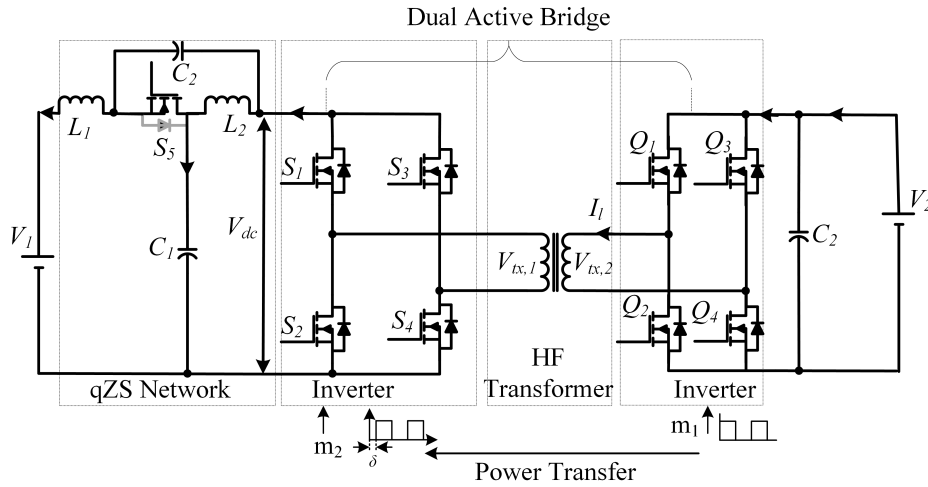 Dual Active Bridge
C2
L1
L2
S5
S1
S3
Q1
Q3
V1
C1
Vdc
Il
Vtx,1
Vtx,2
C2
V2
S2
S4
Q2
Q4
qZS Network
Inverter
HF
Transformer
Inverter
m2
δ
m1
Power Transfer